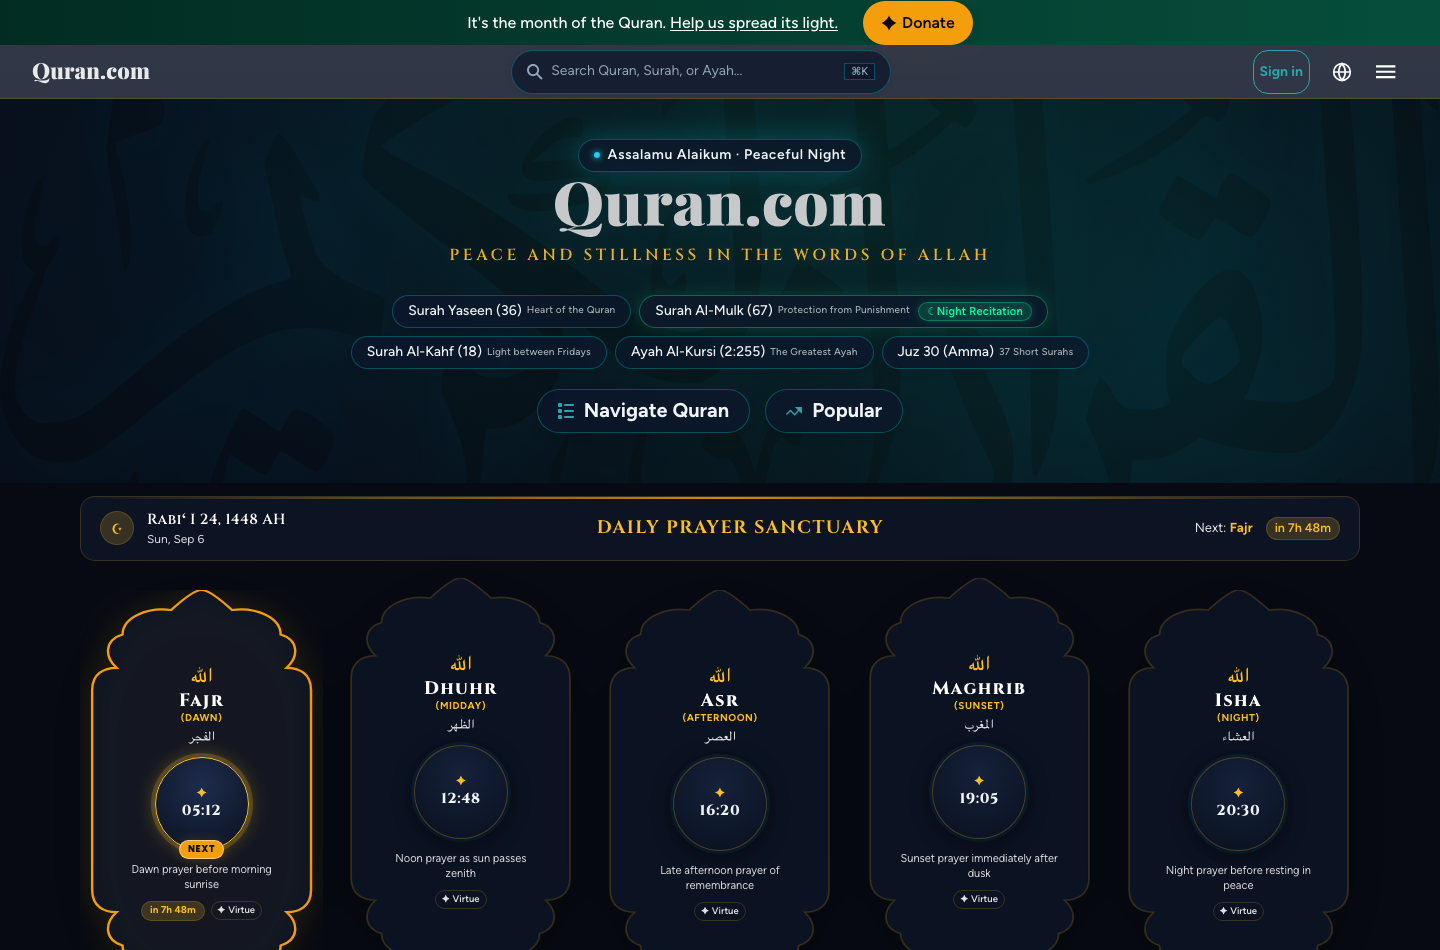 It's the month of the Quran. Help us spread its light. ✦ Donate
Quran.com
Search Quran, Surah, or Ayah... ⌘K
Sign in
Assalamu Alaikum · Peaceful Night
Quran.com
PEACE AND STILLNESS IN THE WORDS OF ALLAH
Surah Yaseen (36) Heart of the Quran
Surah Al-Mulk (67) Protection from Punishment ☾ Night Recitation
Surah Al-Kahf (18) Light between Fridays
Ayah Al-Kursi (2:255) The Greatest Ayah
Juz 30 (Amma) 37 Short Surahs
Navigate Quran
Popular
Rabiʻ I 24, 1448 AH
Sun, Sep 6
DAILY PRAYER SANCTUARY
Next: Fajr in 7h 48m
الله
Fajr
(DAWN)
الفجر
✦
05:12
NEXT
Dawn prayer before morning
sunrise
in 7h 48m ✦ Virtue
الله
Dhuhr
(MIDDAY)
الظهر
✦
12:48
Noon prayer as sun passes
zenith
✦ Virtue
الله
Asr
(AFTERNOON)
العصر
✦
16:20
Late afternoon prayer of
remembrance
✦ Virtue
الله
Maghrib
(SUNSET)
المغرب
✦
19:05
Sunset prayer immediately after
dusk
✦ Virtue
الله
Isha
(NIGHT)
العشاء
✦
20:30
Night prayer before resting in
peace
✦ Virtue